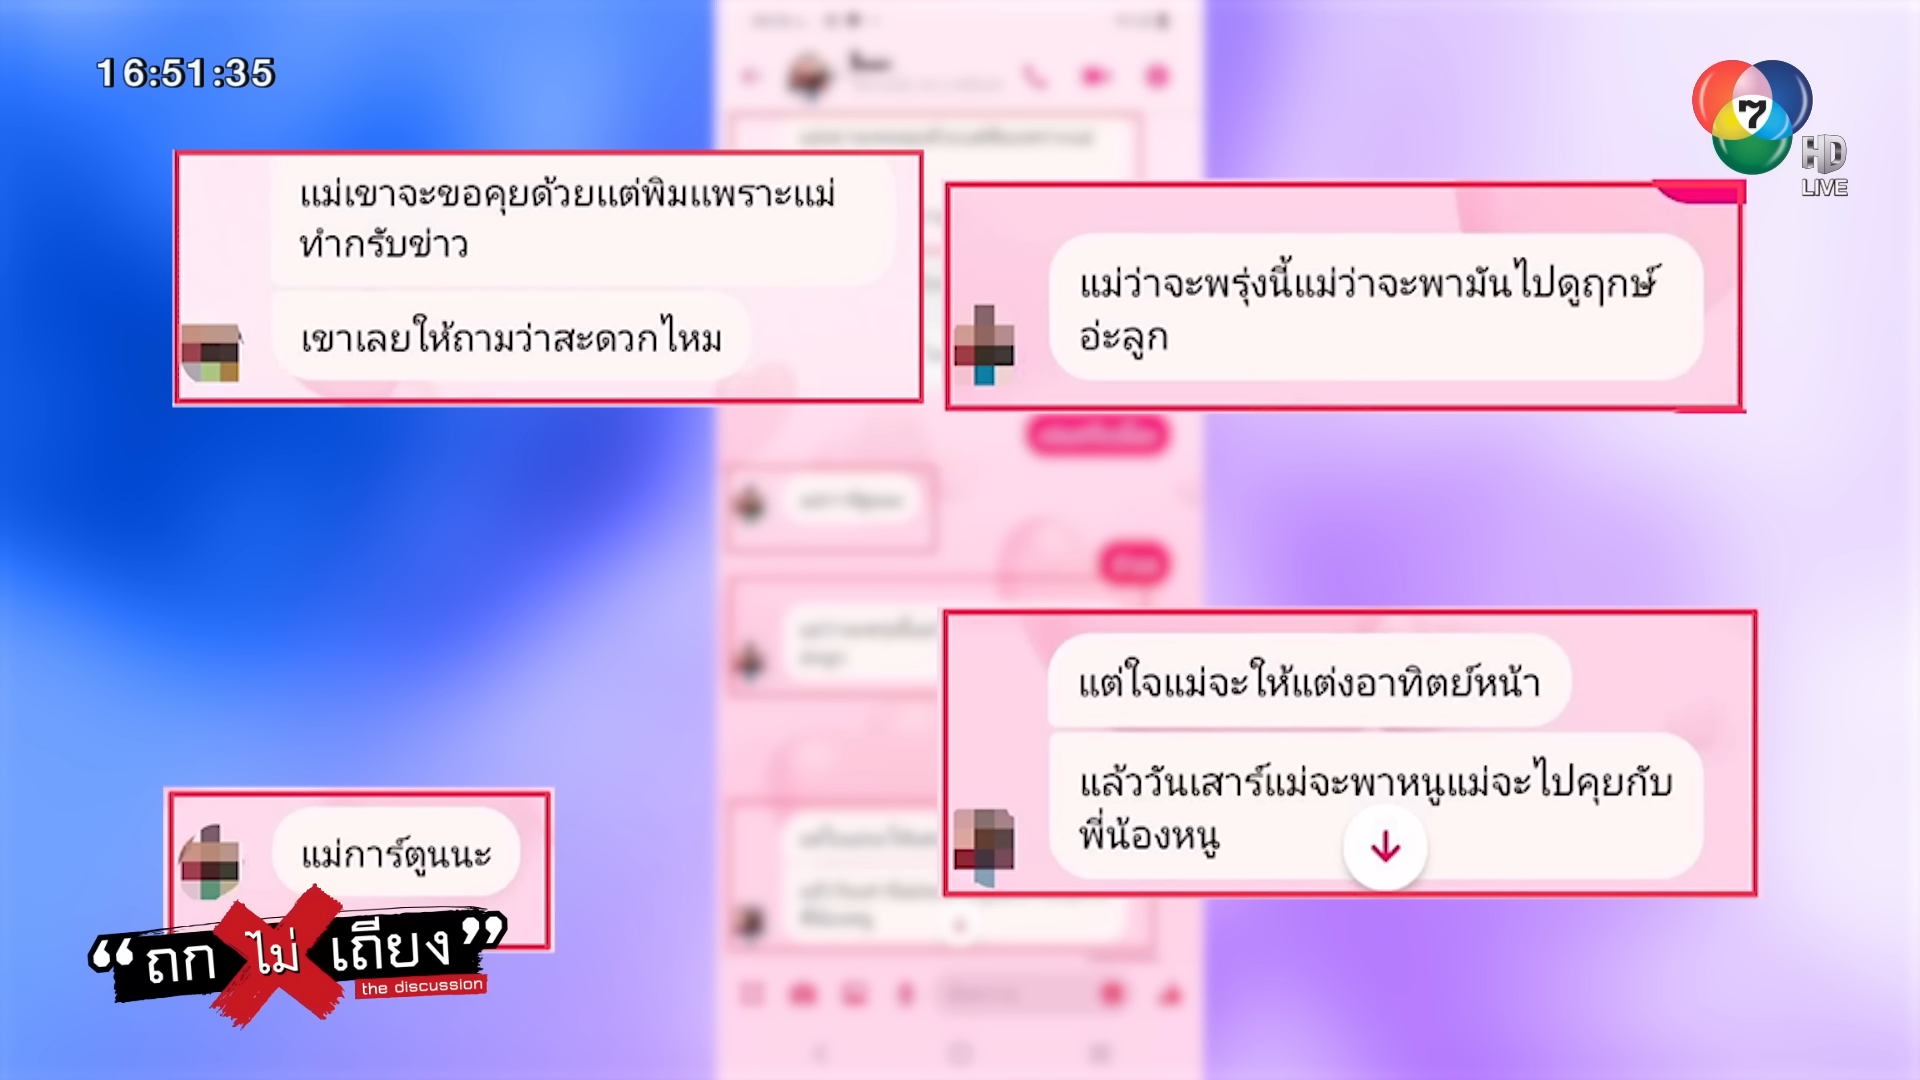 16:51:35
7
HD
LIVE
แม่เขาจะขอคุยด้วยแต่พิมแพราะแม่
ทำกรับข่าว
เขาเลยให้ถามว่าสะดวกไหม
แม่ว่าจะพรุ่งนี้แม่ว่าจะพามันไปดูฤกษ์
อ่ะลูก
แต่ใจแม่จะให้แต่งอาทิตย์หน้า
แล้ววันเสาร์แม่จะพาหนูแม่จะไปคุยกับ
พี่น้องหนู
แม่การ์ตูนนะ
“ถกไม่เถียง”
the discussion